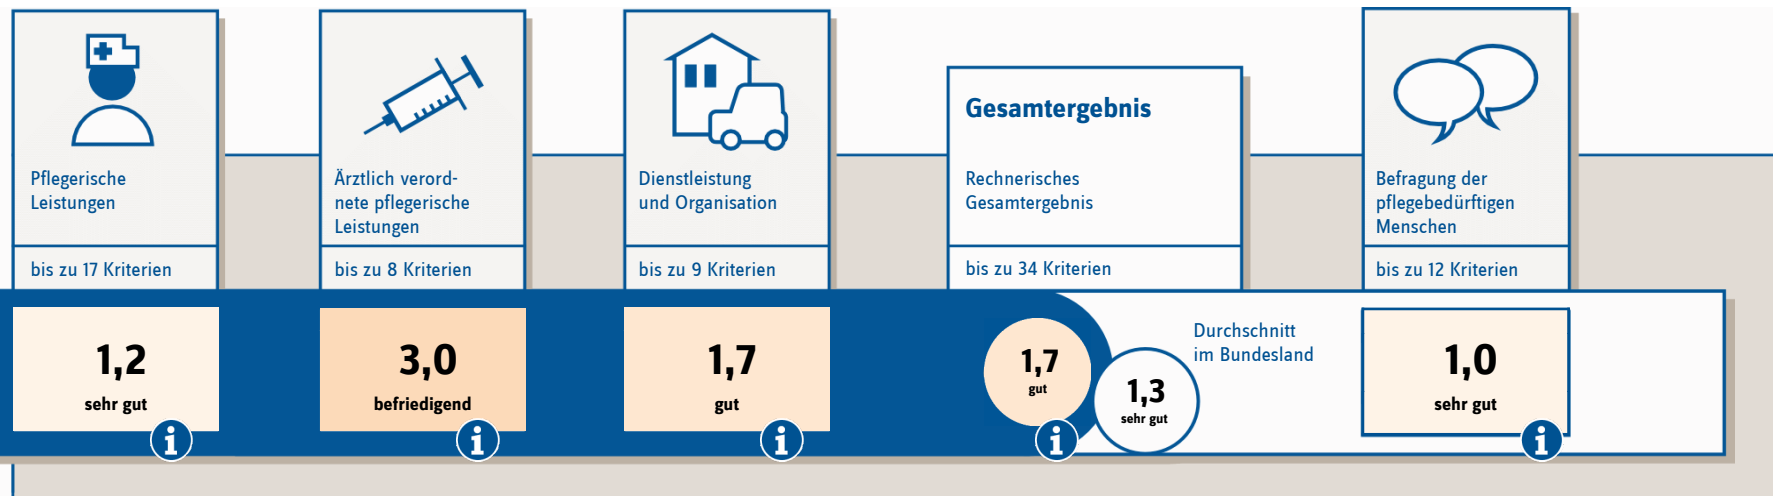 Pflegerische
Leistungen
bis zu 17 Kriterien
1,2
sehr gut
i
Ärztlich verord-
nete pflegerische
Leistungen
bis zu 8 Kriterien
3,0
befriedigend
i
Dienstleistung
und Organisation
bis zu 9 Kriterien
1,7
gut
i
Gesamtergebnis
Rechnerisches
Gesamtergebnis
bis zu 34 Kriterien
1,7
gut
i
Durchschnitt
im Bundesland
1,3
sehr gut
Befragung der
pflegebedürftigen
Menschen
bis zu 12 Kriterien
1,0
sehr gut
i